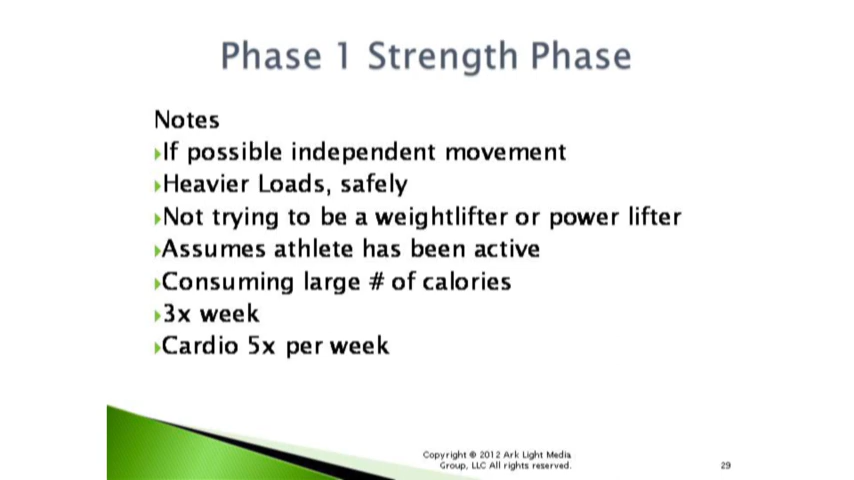 Phase 1 Strength Phase
Notes
If possible independent movement
Heavier Loads, safely
Not trying to be a weightlifter or power lifter
Assumes athlete has been active
Consuming large # of calories
3x week
Cardio 5x per week
Copyright © 2012 Ark Light Media
Group, LLC All rights reserved.
29